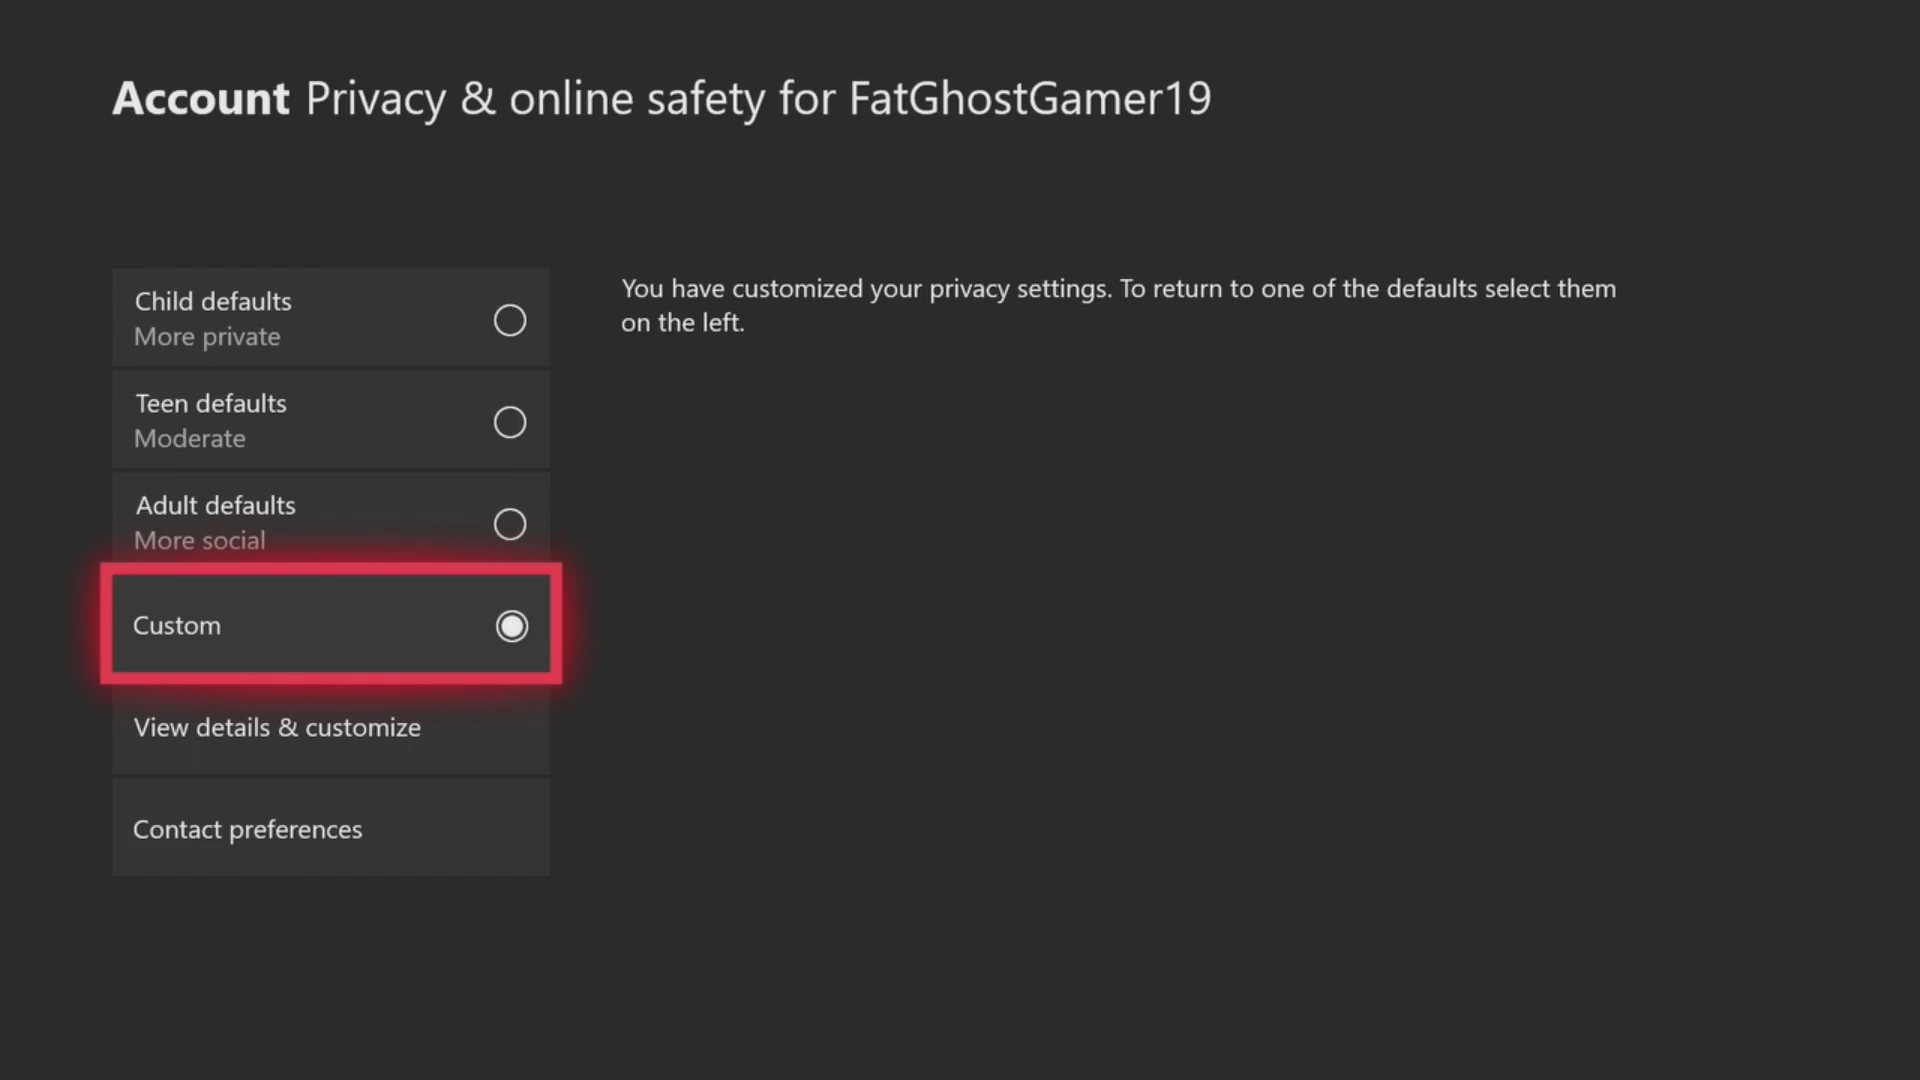 Account Privacy & online safety for FatGhostGamer19
Child defaults
More private
Teen defaults
Moderate
Adult defaults
More social
Custom
View details & customize
Contact preferences
You have customized your privacy settings. To return to one of the defaults select them
on the left.